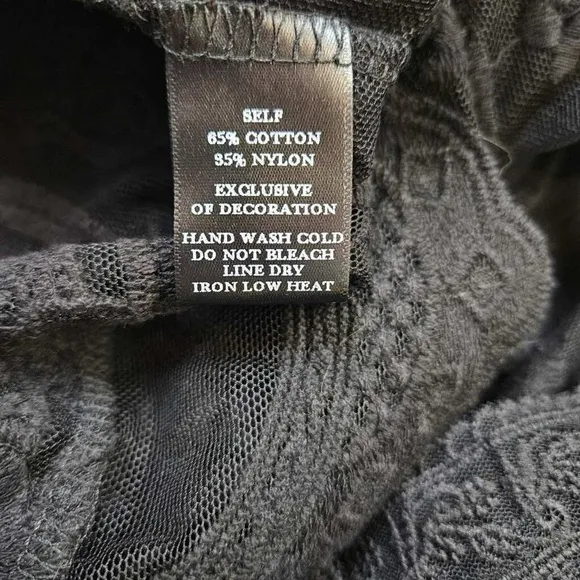 SELF
65% COTTON
35% NYLON
EXCLUSIVE
OF DECORATION
HAND WASH COLD
DO NOT BLEACH
LINE DRY
IRON LOW HEAT